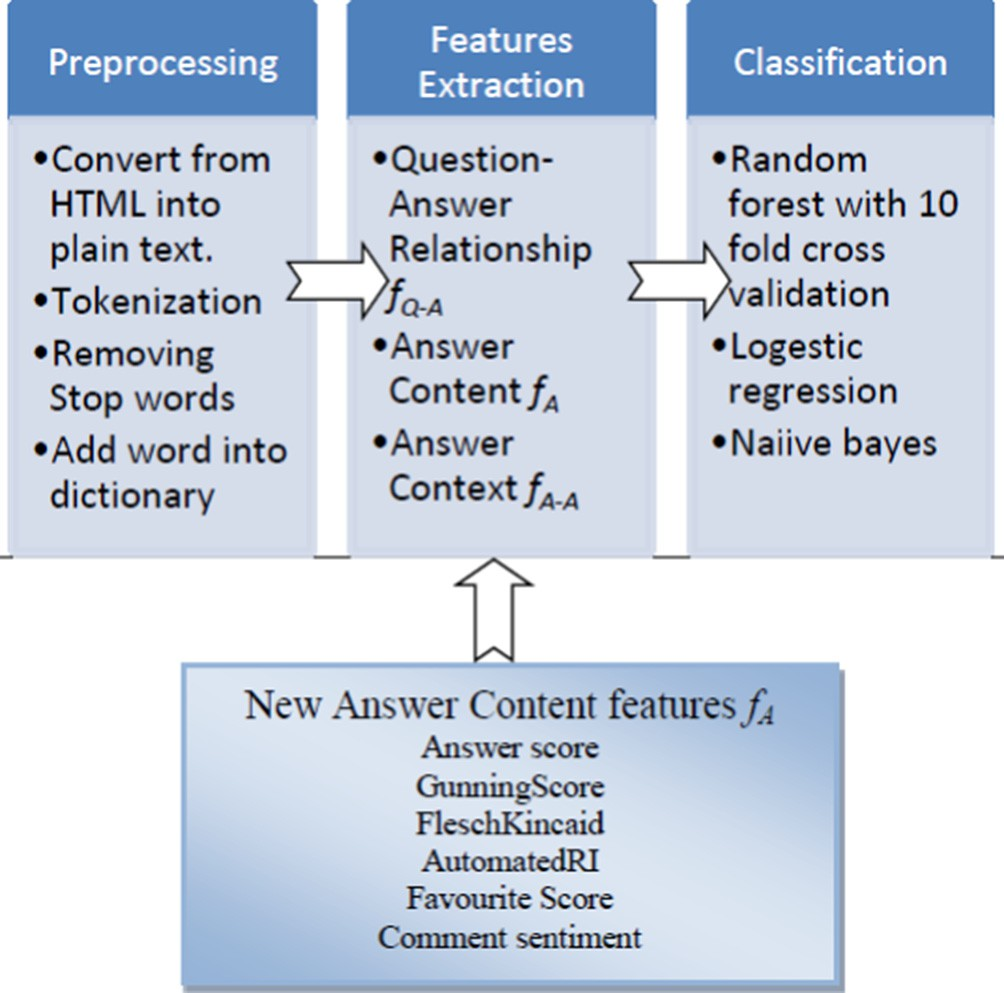 Preprocessing
•Convert from
HTML into
plain text.
•Tokenization
•Removing
Stop words
•Add word into
dictionary
Features
Extraction
•Question-
Answer
Relationship
fQ-A
•Answer
Content fA
•Answer
Context fA-A
Classification
•Random
forest with 10
fold cross
validation
•Logestic
regression
•Naiive bayes
New Answer Content features fA
Answer score
GunningScore
FleschKincaid
AutomatedRI
Favourite Score
Comment sentiment